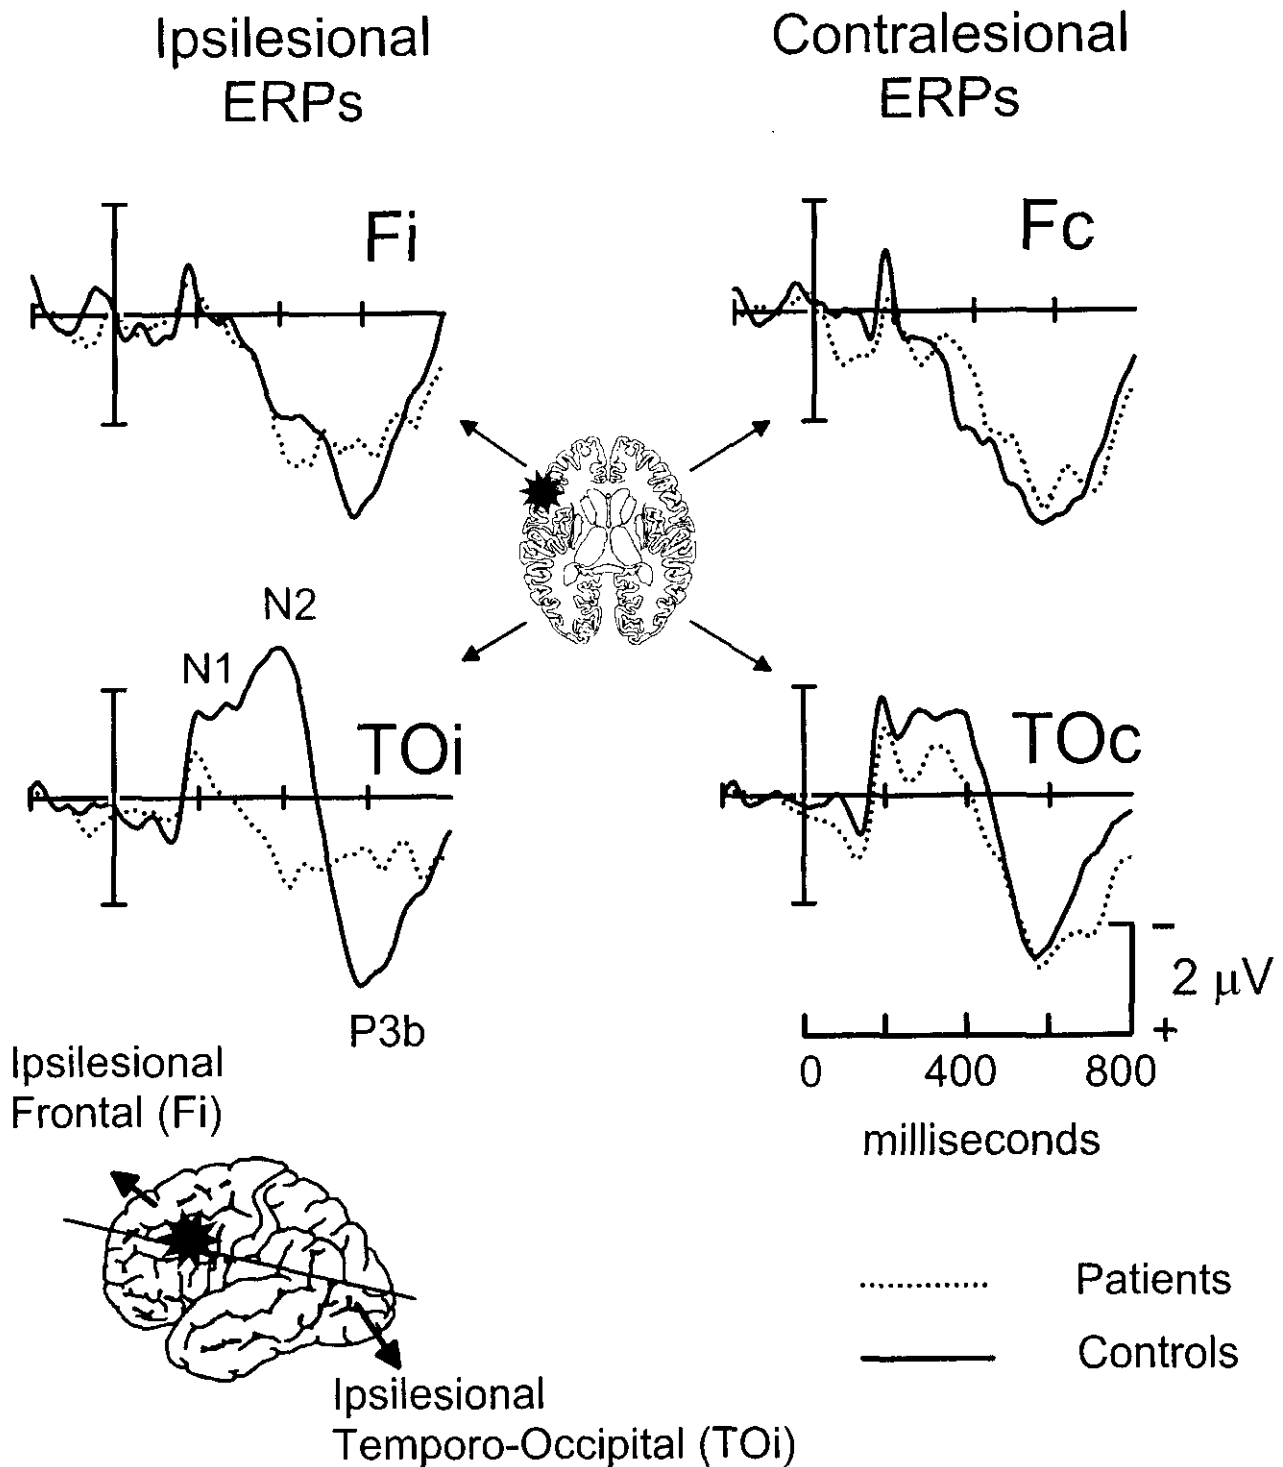 Ipsilesional
ERPs
Contralesional
ERPs
Fi
Fc
N2
N1
TOi
TOc
P3b
–
2 μV
+
0 400 800
milliseconds
Ipsilesional
Frontal (Fi)
Patients
Controls
Ipsilesional
Temporo-Occipital (TOi)